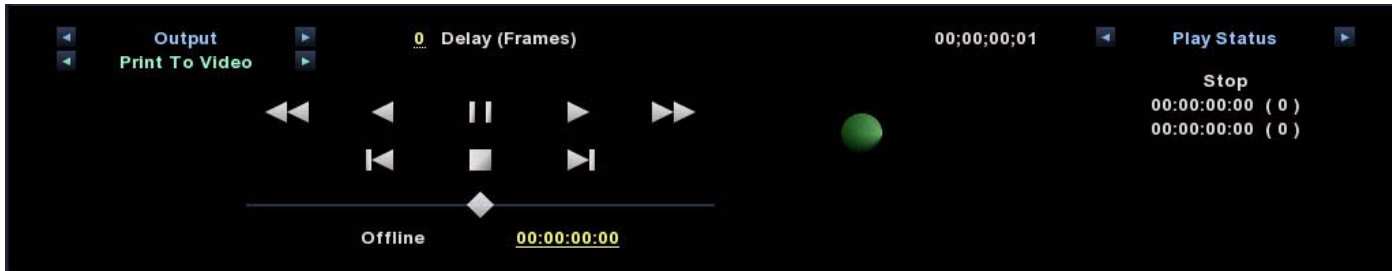 Output 0 Delay (Frames) 00;00;00;01 Play Status
Print To Video
Stop
00:00:00:00 ( 0 )
00:00:00:00 ( 0 )
Offline 00:00:00:00